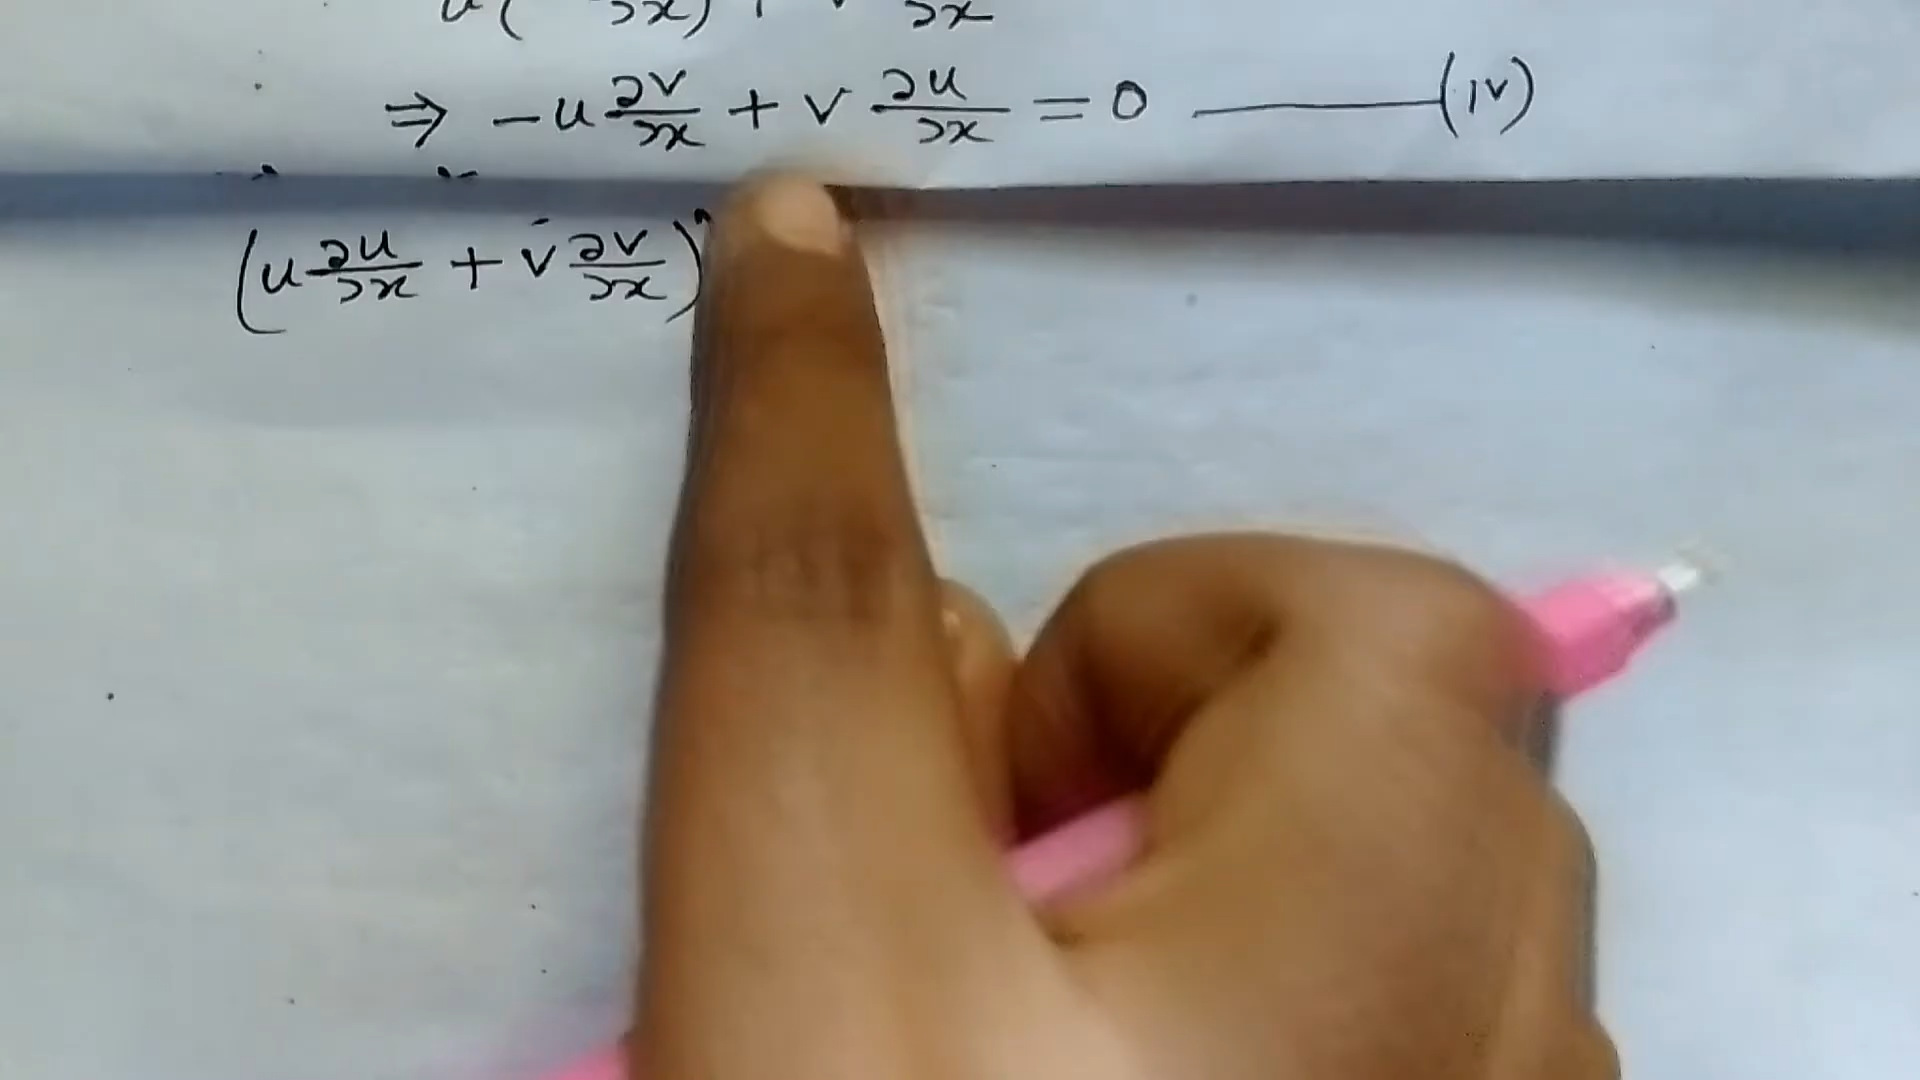 ⇒ -u ∂v/∂x + v ∂u/∂x = 0 ——— (iv)
(u ∂u/∂x + v ∂v/∂x)